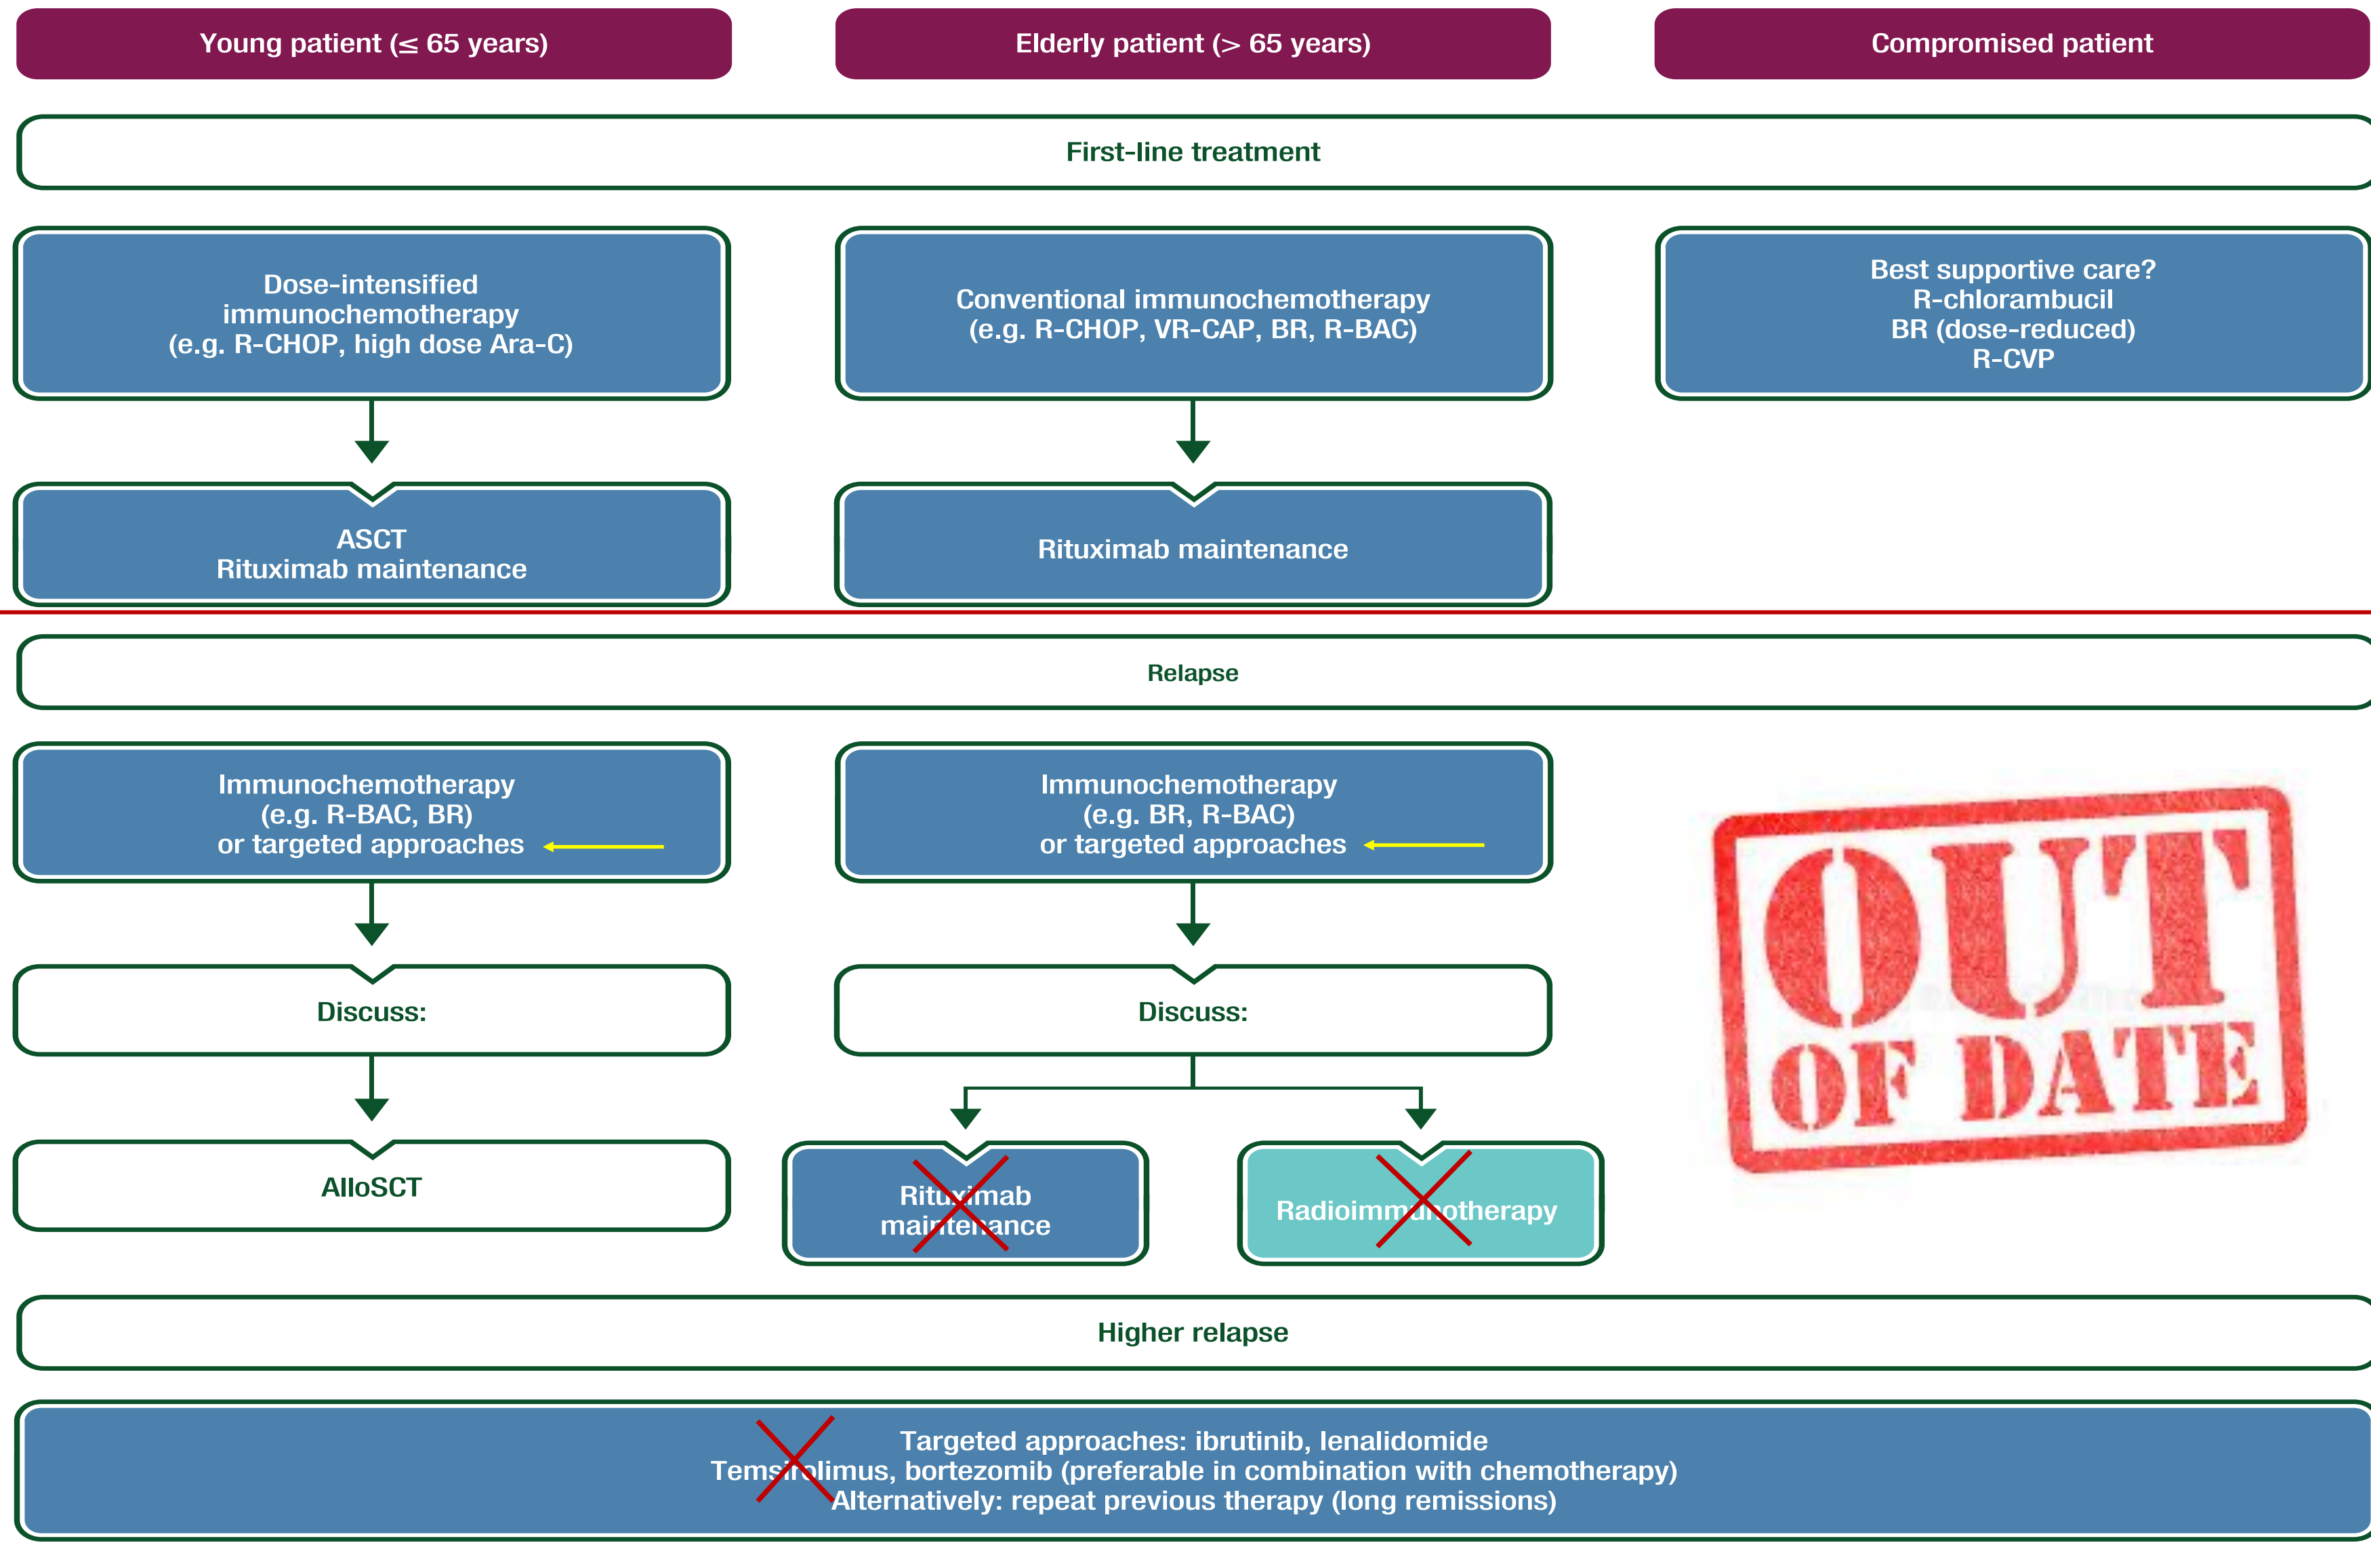 Young patient (≤ 65 years)
Elderly patient (> 65 years)
Compromised patient
First-line treatment
Dose-intensified
immunochemotherapy
(e.g. R-CHOP, high dose Ara-C)
Conventional immunochemotherapy
(e.g. R-CHOP, VR-CAP, BR, R-BAC)
Best supportive care?
R-chlorambucil
BR (dose-reduced)
R-CVP
ASCT
Rituximab maintenance
Rituximab maintenance
Relapse
Immunochemotherapy
(e.g. R-BAC, BR)
or targeted approaches
Immunochemotherapy
(e.g. BR, R-BAC)
or targeted approaches
OUT
OF DATE
Discuss:
Discuss:
AlloSCT
Rituximab
maintenance
Radioimmunotherapy
Higher relapse
Targeted approaches: ibrutinib, lenalidomide
Temsirolimus, bortezomib (preferable in combination with chemotherapy)
Alternatively: repeat previous therapy (long remissions)